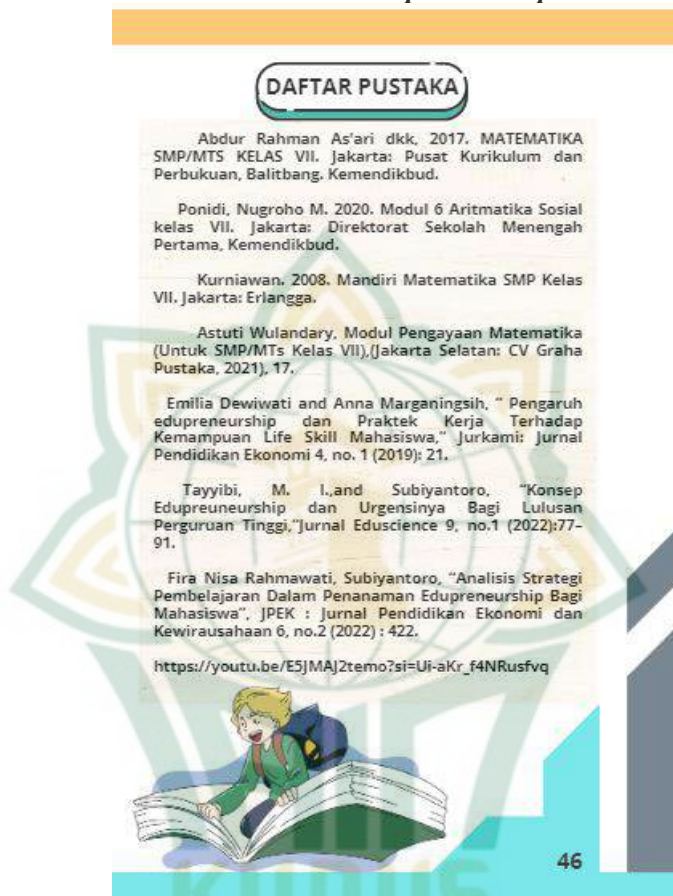 DAFTAR PUSTAKA
Abdur Rahman As'ari dkk, 2017. MATEMATIKA
SMP/MTS KELAS VII. Jakarta: Pusat Kurikulum dan
Perbukuan, Balitbang. Kemendikbud.
Ponidi, Nugroho M. 2020. Modul 6 Aritmatika Sosial
kelas VII. Jakarta: Direktorat Sekolah Menengah
Pertama, Kemendikbud.
Kurniawan. 2008. Mandiri Matematika SMP Kelas
VII. Jakarta: Erlangga.
Astuti Wulandary, Modul Pengayaan Matematika
(Untuk SMP/MTs Kelas VII),(Jakarta Selatan: CV Graha
Pustaka, 2021), 17.
Emilia Dewiwati and Anna Marganingsih, " Pengaruh
edupreneurship dan Praktek Kerja Terhadap
Kemampuan Life Skill Mahasiswa," Jurkami: Jurnal
Pendidikan Ekonomi 4, no. 1 (2019): 21.
Tayyibi, M. I.,and Subiyantoro, "Konsep
Edupreuneurship dan Urgensinya Bagi Lulusan
Perguruan Tinggi,"Jurnal Eduscience 9, no.1 (2022):77–
91.
Fira Nisa Rahmawati, Subiyantoro, "Analisis Strategi
Pembelajaran Dalam Penanaman Edupreneurship Bagi
Mahasiswa", JPEK : Jurnal Pendidikan Ekonomi dan
Kewirausahaan 6, no.2 (2022) : 422.
https://youtu.be/E5JMAJ2temo?si=Ui-aKr_f4NRusfvq
46
KUDUS